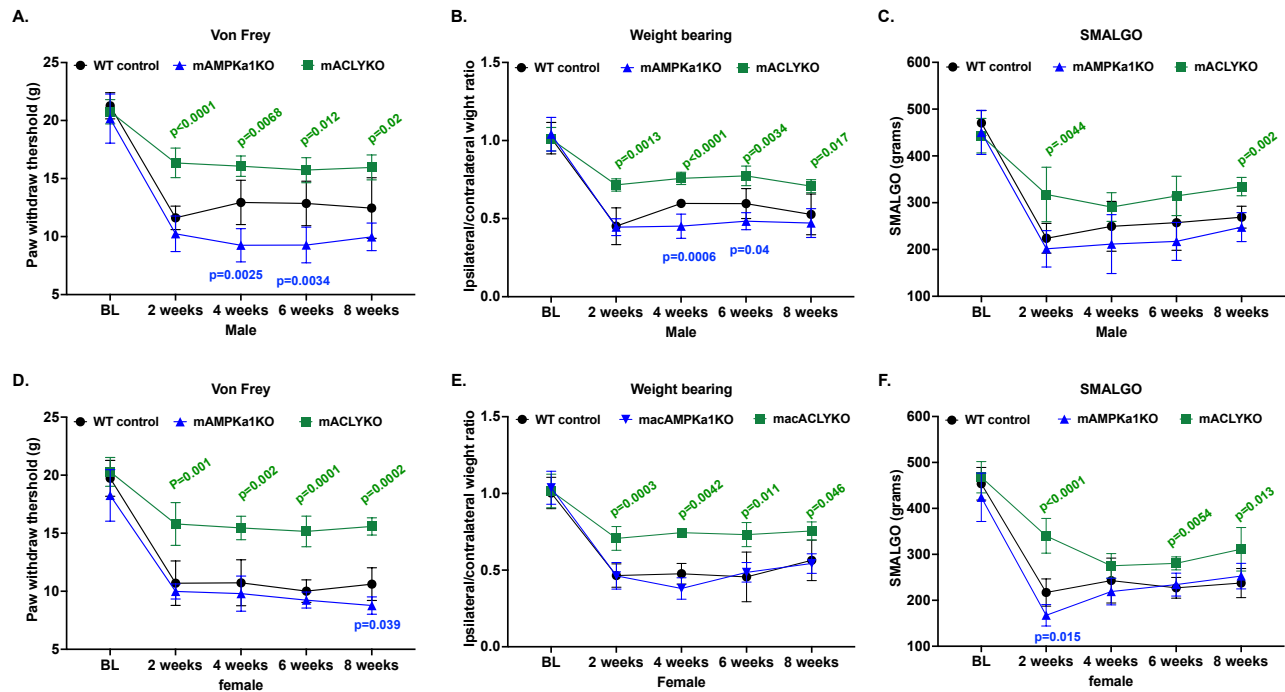 A.
Von Frey
WT control mAMPKa1KO mACLYKO
Paw withdraw thershold (g)
25
20
15
10
5
p<0.0001
p=0.0068
p=0.012
p=0.02
p=0.0025
p=0.0034
BL 2 weeks 4 weeks 6 weeks 8 weeks
Male
B.
Weight bearing
WT control mAMPKa1KO mACLYKO
Ipsilateral/contralateral wight ratio
1.5
1.0
0.5
0.0
p=0.0013
p<0.0001
p=0.0034
p=0.017
p=0.0006
p=0.04
BL 2 weeks 4 weeks 6 weeks 8 weeks
Male
C.
SMALGO
WT control mAMPKa1KO mACLYKO
SMALGO (grams)
600
500
400
300
200
100
p=.0044
p=0.002
BL 2 weeks 4 weeks 6 weeks 8 weeks
Male
D.
Von Frey
WT control mAMPKa1KO mACLYKO
Paw withdraw thershold (g)
25
20
15
10
5
P=0.001
p=0.002
p=0.0001
p=0.0002
p=0.039
BL 2 weeks 4 weeks 6 weeks 8 weeks
female
E.
Weight bearing
WT control macAMPKa1KO macACLYKO
Ipsilateral/contralateral wieght ratio
1.5
1.0
0.5
0.0
p=0.0003
p=0.0042
p=0.011
p=0.046
BL 2 weeks 4 weeks 6 weeks 8 weeks
Female
F.
SMALGO
WT control mAMPKa1KO mACLYKO
SMALGO (grams)
600
500
400
300
200
100
p<0.0001
p=0.0054
p=0.013
p=0.015
BL 2 weeks 4 weeks 6 weeks 8 weeks
female